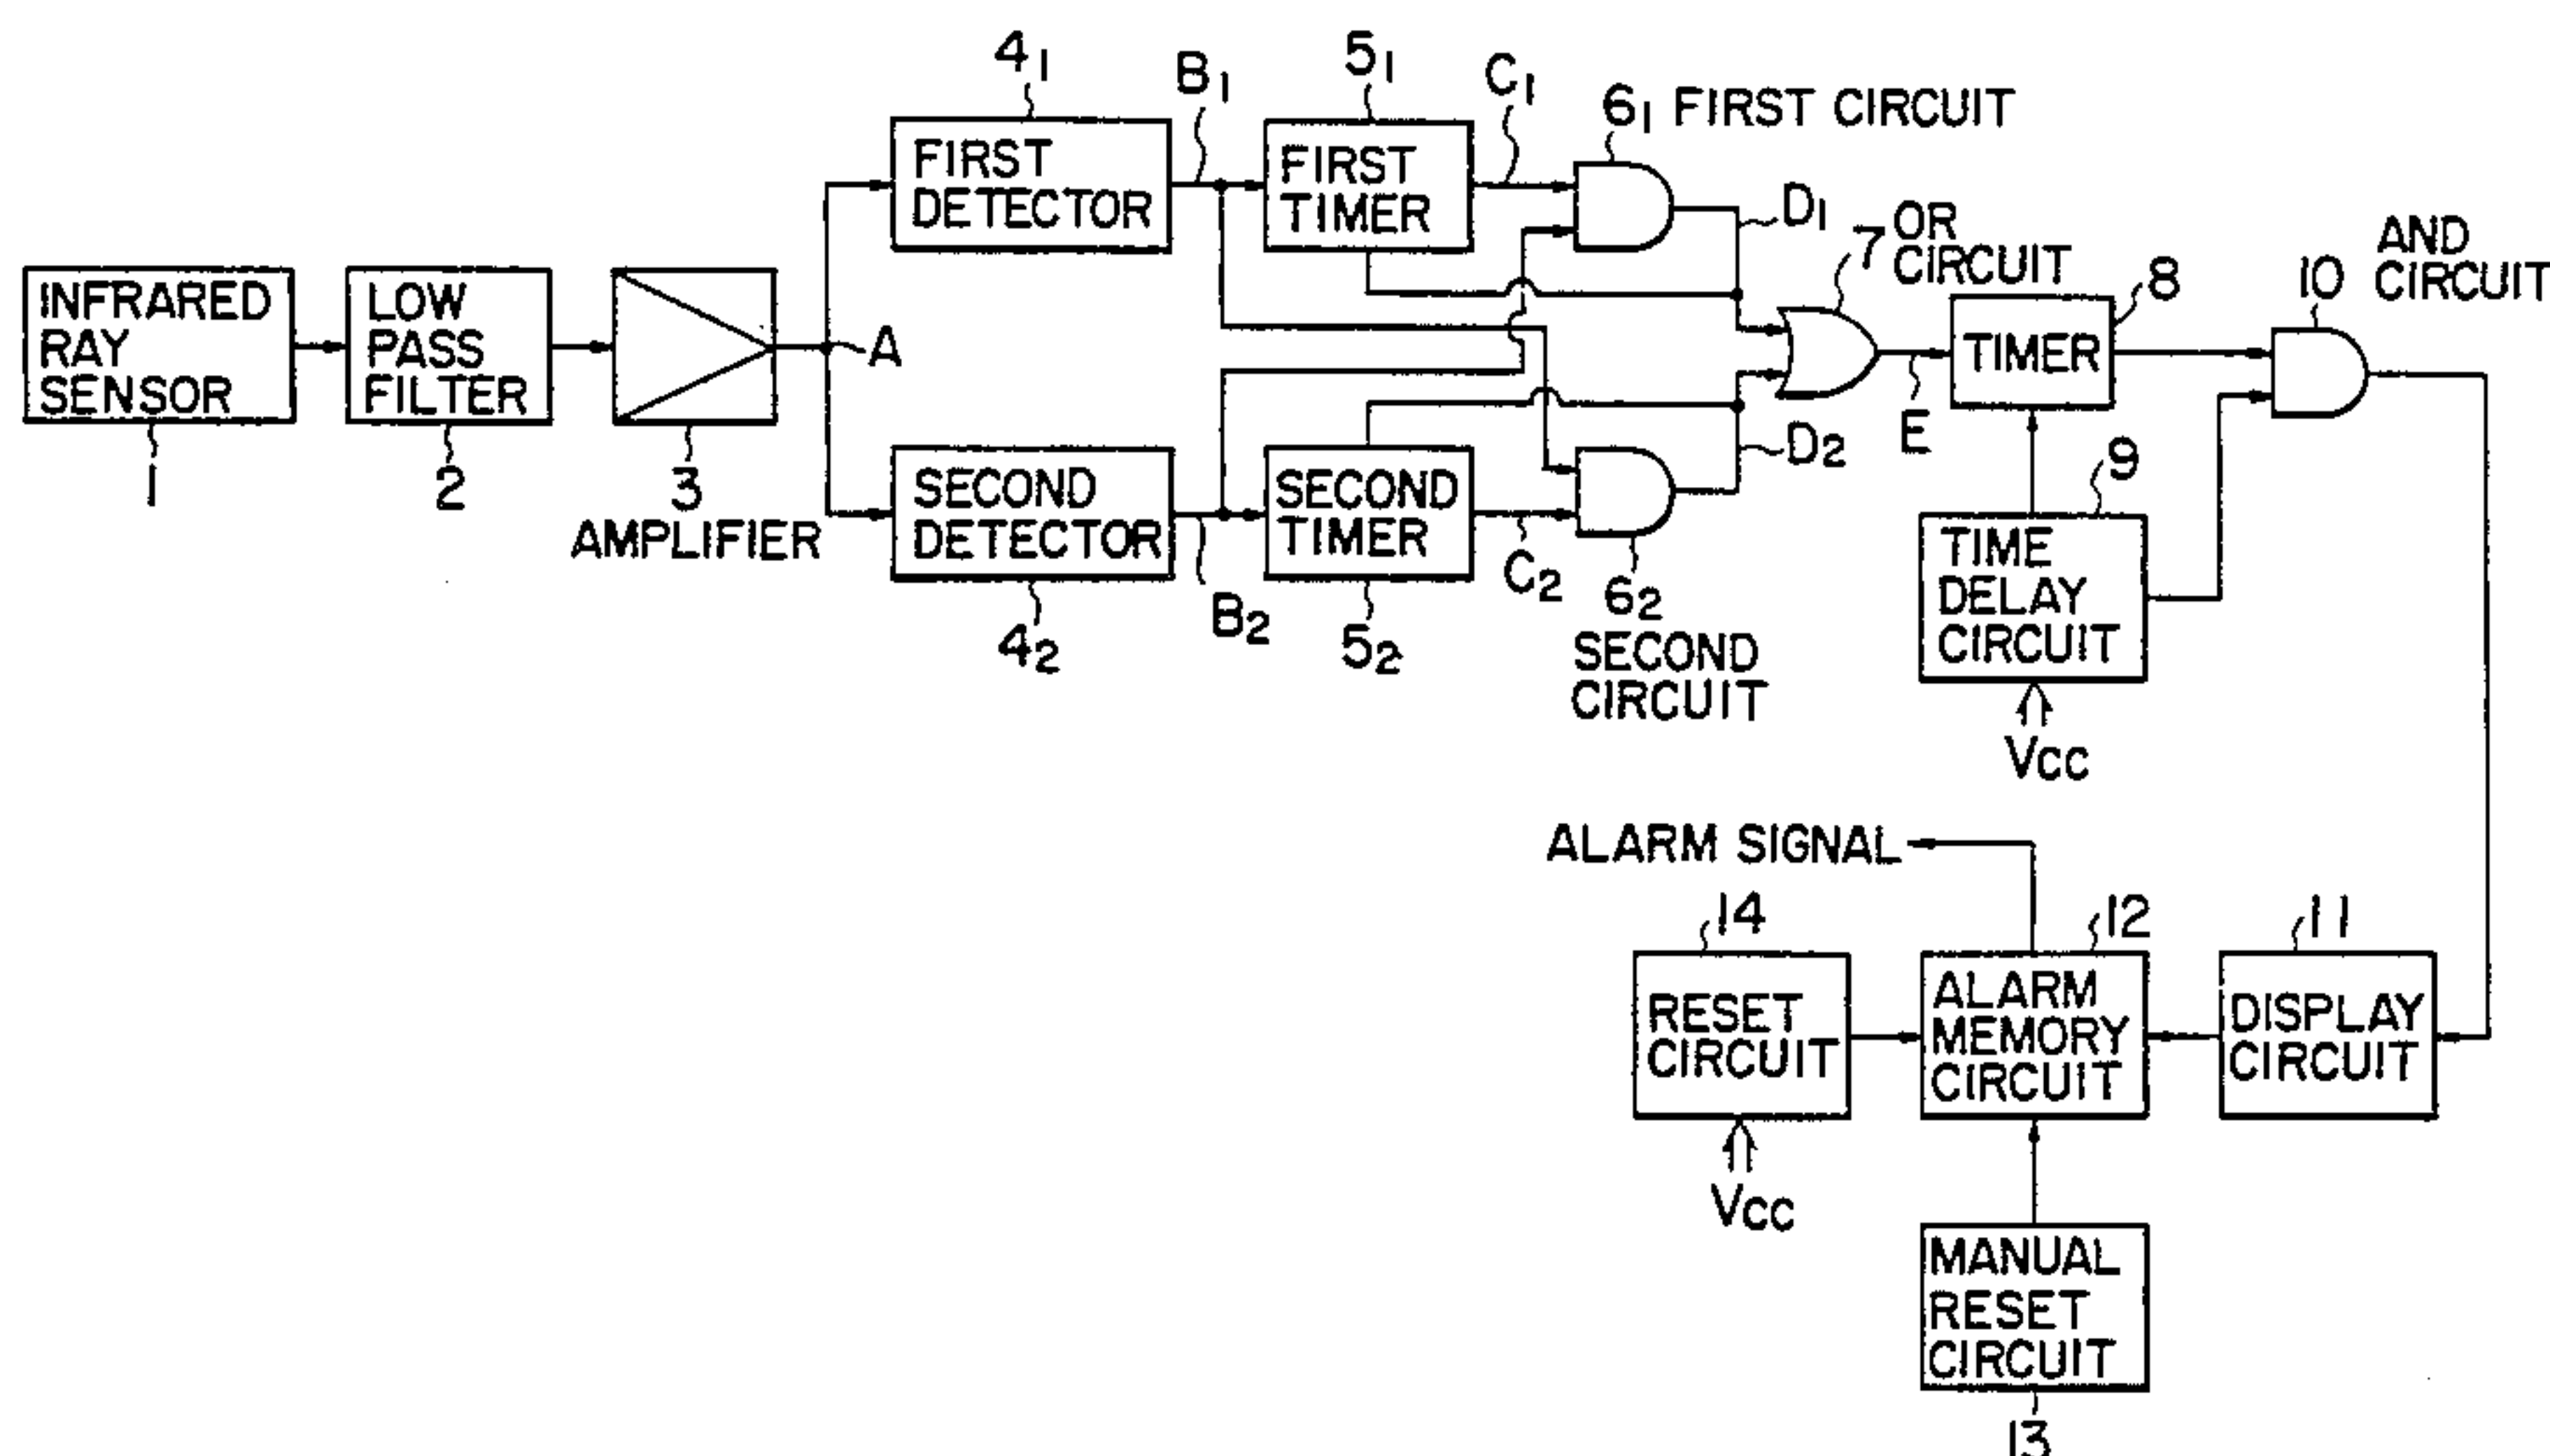 4₁
B₁
5₁
C₁
6₁ FIRST CIRCUIT
FIRST
DETECTOR
FIRST
TIMER
D₁
7
OR
CIRCUIT
8
10
AND
CIRCUIT
INFRARED
RAY
SENSOR
1
LOW
PASS
FILTER
2
3
AMPLIFIER
A
TIMER
E
SECOND
DETECTOR
4₂
B₂
SECOND
TIMER
5₂
C₂
D₂
6₂
SECOND
CIRCUIT
9
TIME
DELAY
CIRCUIT
Vcc
ALARM SIGNAL
14
RESET
CIRCUIT
Vcc
12
ALARM
MEMORY
CIRCUIT
11
DISPLAY
CIRCUIT
MANUAL
RESET
CIRCUIT
13